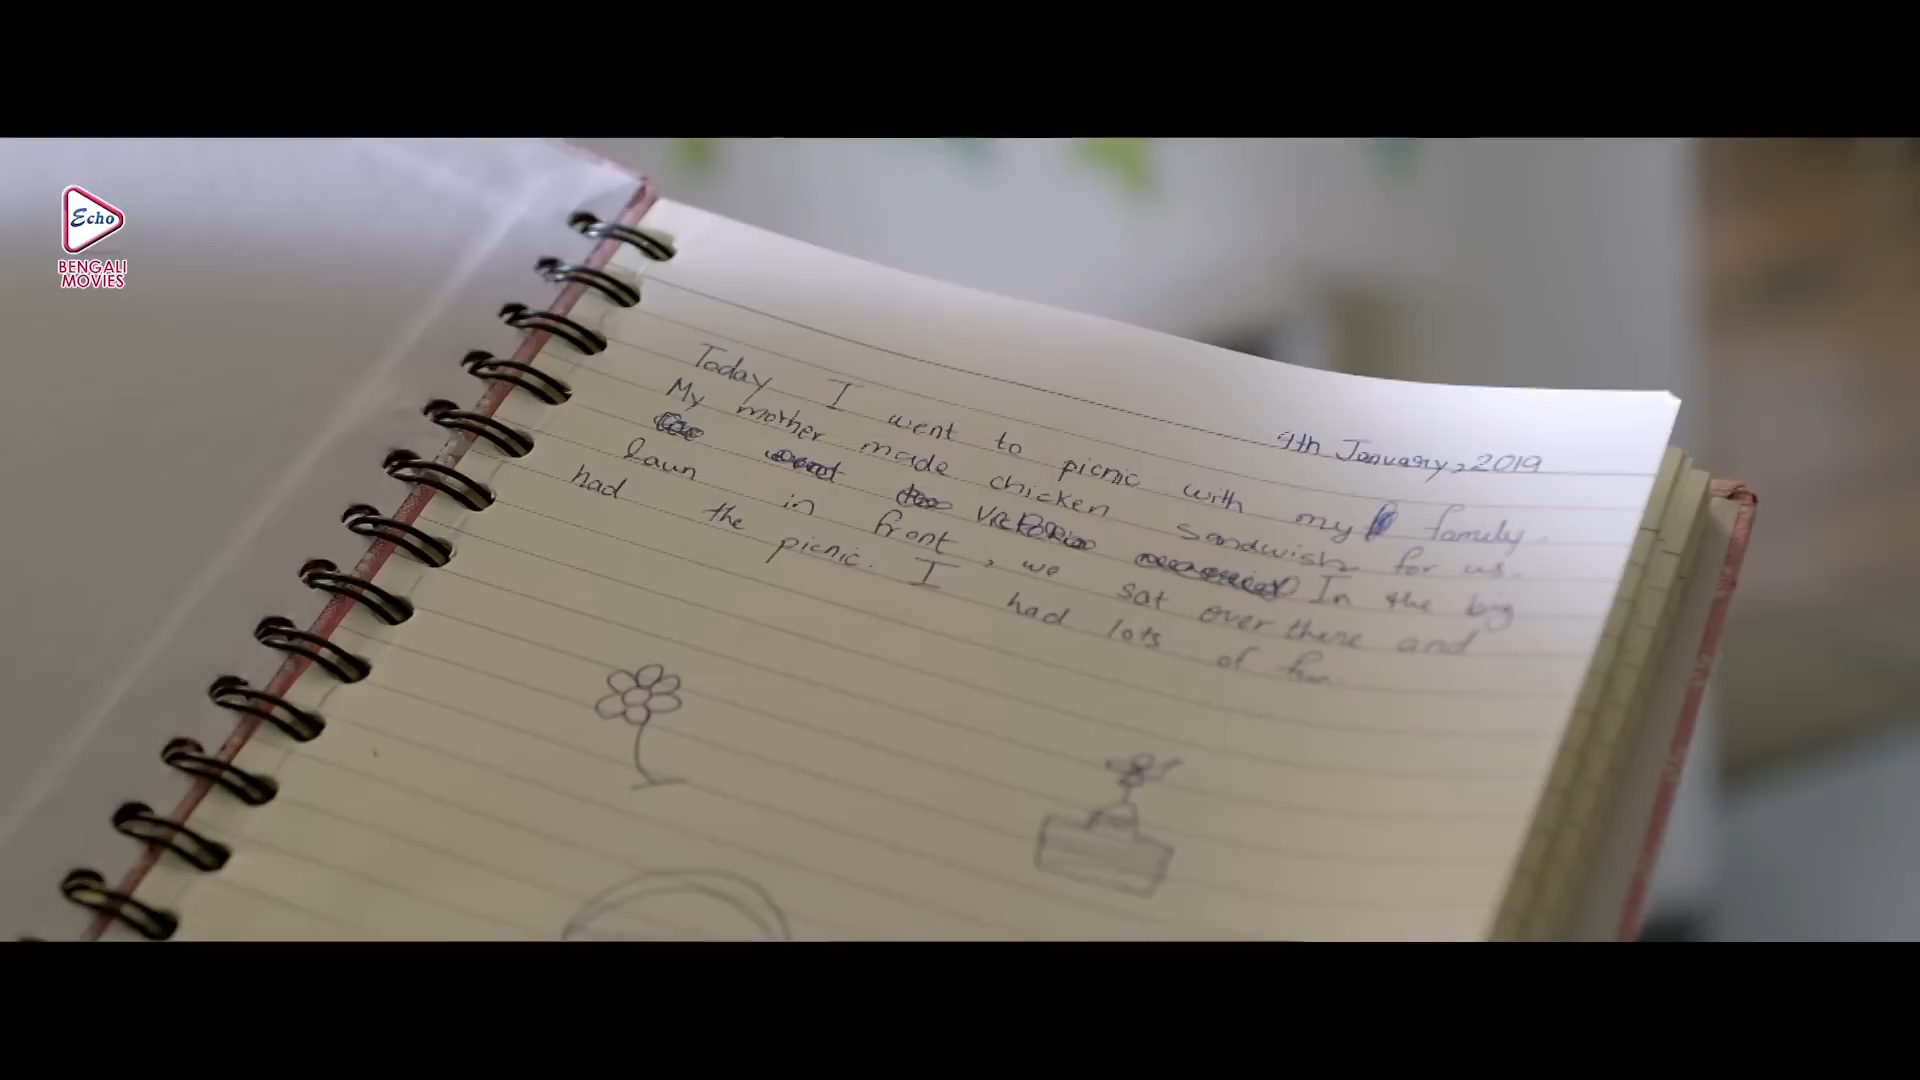 Echo
BENGALI
MOVIES
4th January, 2019
Today I went to picnic with my family.
My mother made chicken sandwish for us.
In the big
lawn in front, we sat over there and
had the picnic. I had lots of fun.